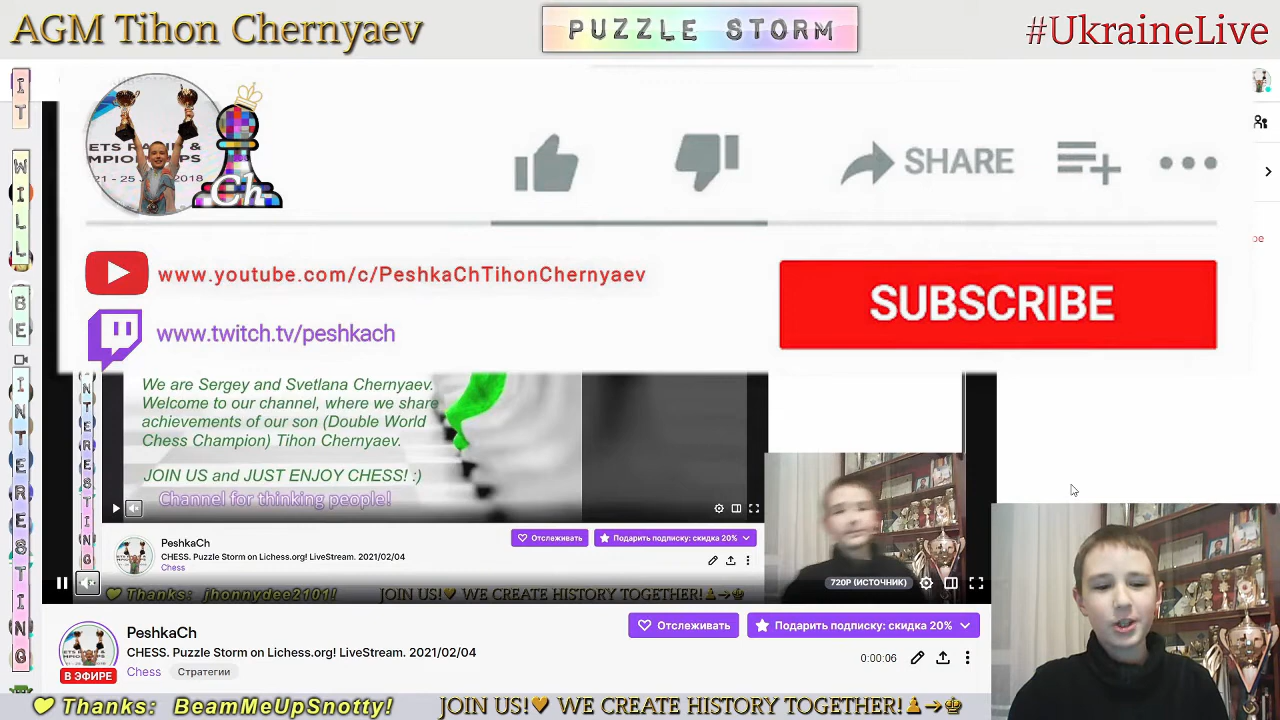 AGM Tihon Chernyaev
PUZZLE STORM
#UkraineLive
IT
WILL
BE
INTERESTING
21 - 25 2018
Ch
SHARE
www.youtube.com/c/PeshkaChTihonChernyaev
SUBSCRIBE
www.twitch.tv/peshkach
We are Sergey and Svetlana Chernyaev.
Welcome to our channel, where we share
achievements of our son (Double World
Chess Champion) Tihon Chernyaev.
JOIN US and JUST ENJOY CHESS! :)
Channel for thinking people!
NTERESTING
PeshkaCh
CHESS. Puzzle Storm on Lichess.org! LiveStream. 2021/02/04
Chess
Отслеживать
Подарить подписку: скидка 20%
720P (ИСТОЧНИК)
Thanks: jhonnydee2101!
JOIN US! WE CREATE HISTORY TOGETHER!
PeshkaCh
CHESS. Puzzle Storm on Lichess.org! LiveStream. 2021/02/04
Chess
Стратегии
В ЭФИРЕ
Отслеживать
Подарить подписку: скидка 20%
0:00:06
Thanks: BeamMeUpSnotty!
JOIN US! WE CREATE HISTORY TOGETHER!